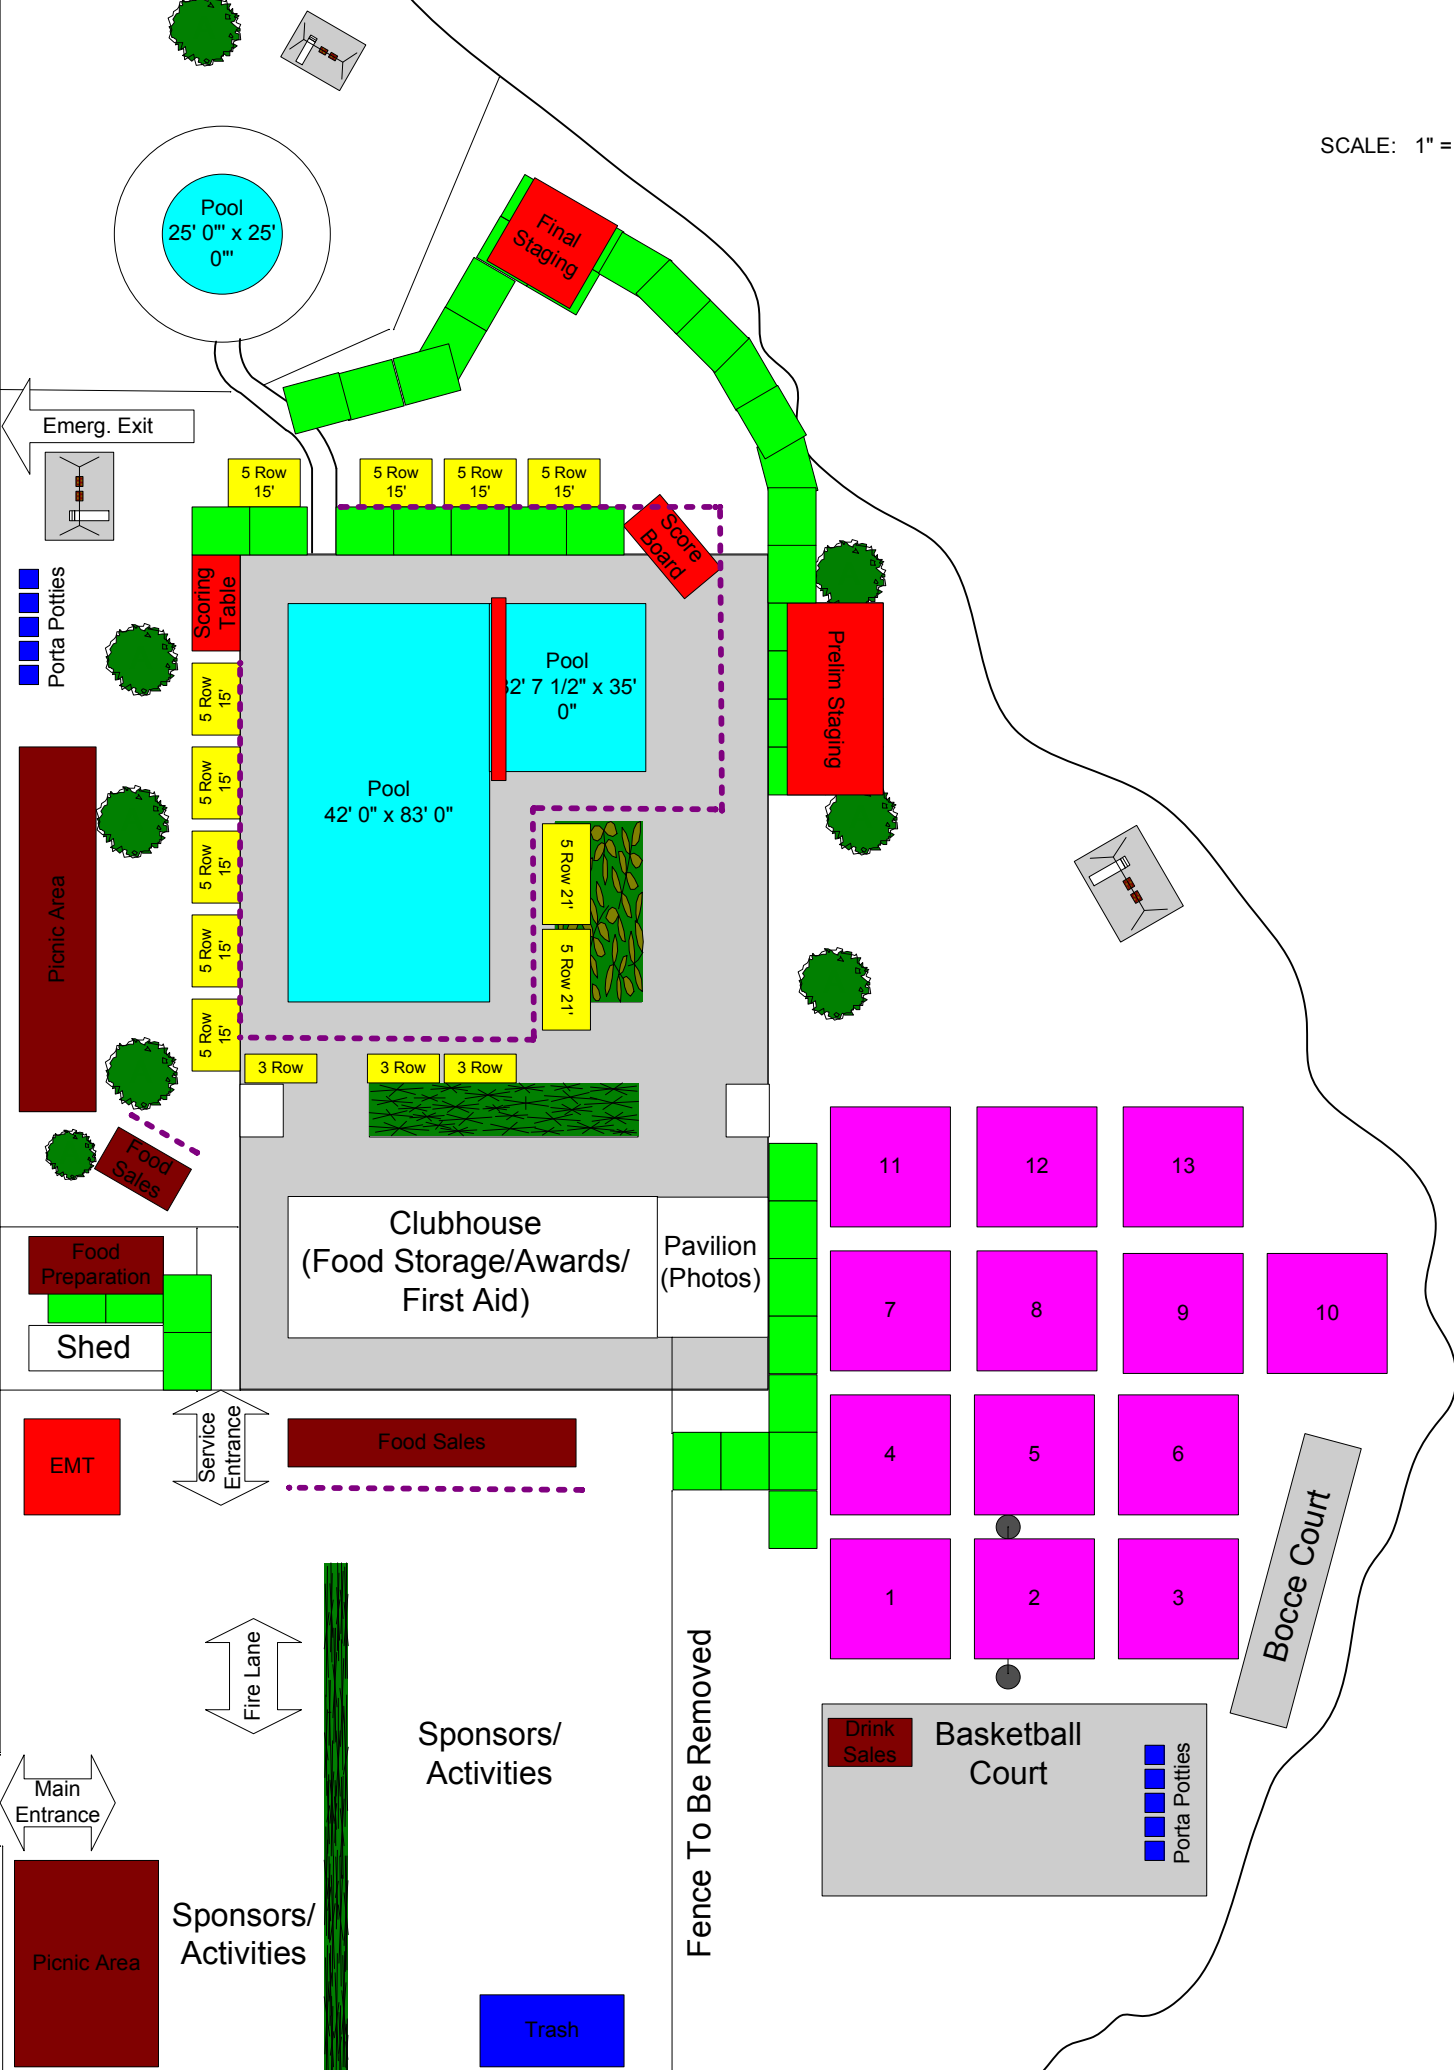 SCALE: 1" =
Pool
25' 0"' x 25'
0"'
Final
Staging
Emerg. Exit
5 Row
15'
5 Row
15'
5 Row
15'
5 Row
15'
Score
Board
Scoring
Table
Porta Potties
Pool
32' 7 1/2" x 35'
0"
Prelim Staging
5 Row
15'
5 Row
15'
5 Row
15'
5 Row
15'
5 Row
15'
Pool
42' 0" x 83' 0"
5 Row 21'
5 Row 21'
Picnic Area
3 Row
3 Row
3 Row
Food
Sales
Clubhouse
(Food Storage/Awards/
First Aid)
Pavilion
(Photos)
Food
Preparation
Shed
11
12
13
7
8
9
10
4
5
6
1
2
3
EMT
Service
Entrance
Food Sales
Bocce Court
Fire Lane
Fence To Be Removed
Sponsors/
Activities
Drink
Sales
Basketball
Court
Porta Potties
Main
Entrance
Sponsors/
Activities
Picnic Area
Trash